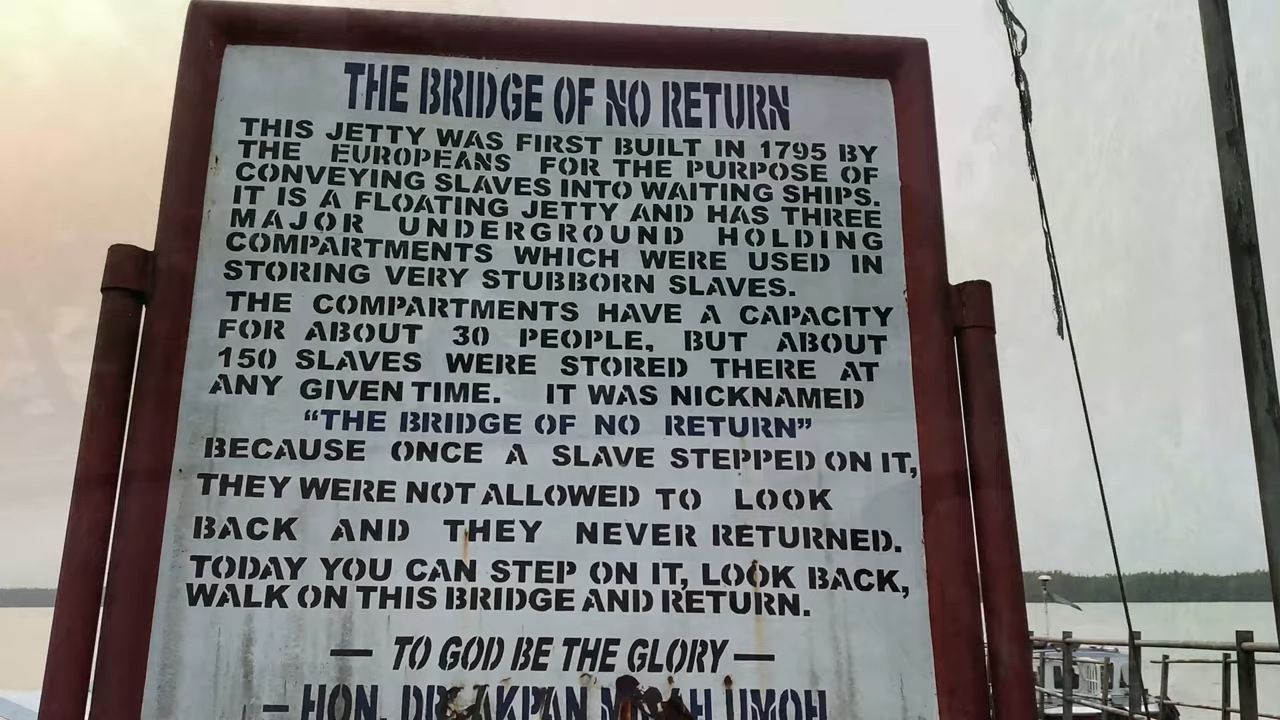 THE BRIDGE OF NO RETURN
THIS JETTY WAS FIRST BUILT IN 1795 BY
THE EUROPEANS FOR THE PURPOSE OF
CONVEYING SLAVES INTO WAITING SHIPS.
IT IS A FLOATING JETTY AND HAS THREE
MAJOR UNDERGROUND HOLDING
COMPARTMENTS WHICH WERE USED IN
STORING VERY STUBBORN SLAVES.
THE COMPARTMENTS HAVE A CAPACITY
FOR ABOUT 30 PEOPLE, BUT ABOUT
150 SLAVES WERE STORED THERE AT
ANY GIVEN TIME. IT WAS NICKNAMED
“THE BRIDGE OF NO RETURN”
BECAUSE ONCE A SLAVE STEPPED ON IT,
THEY WERE NOT ALLOWED TO LOOK
BACK AND THEY NEVER RETURNED.
TODAY YOU CAN STEP ON IT, LOOK BACK,
WALK ON THIS BRIDGE AND RETURN.
— TO GOD BE THE GLORY —
— HON. DR. AKPAN UMOH